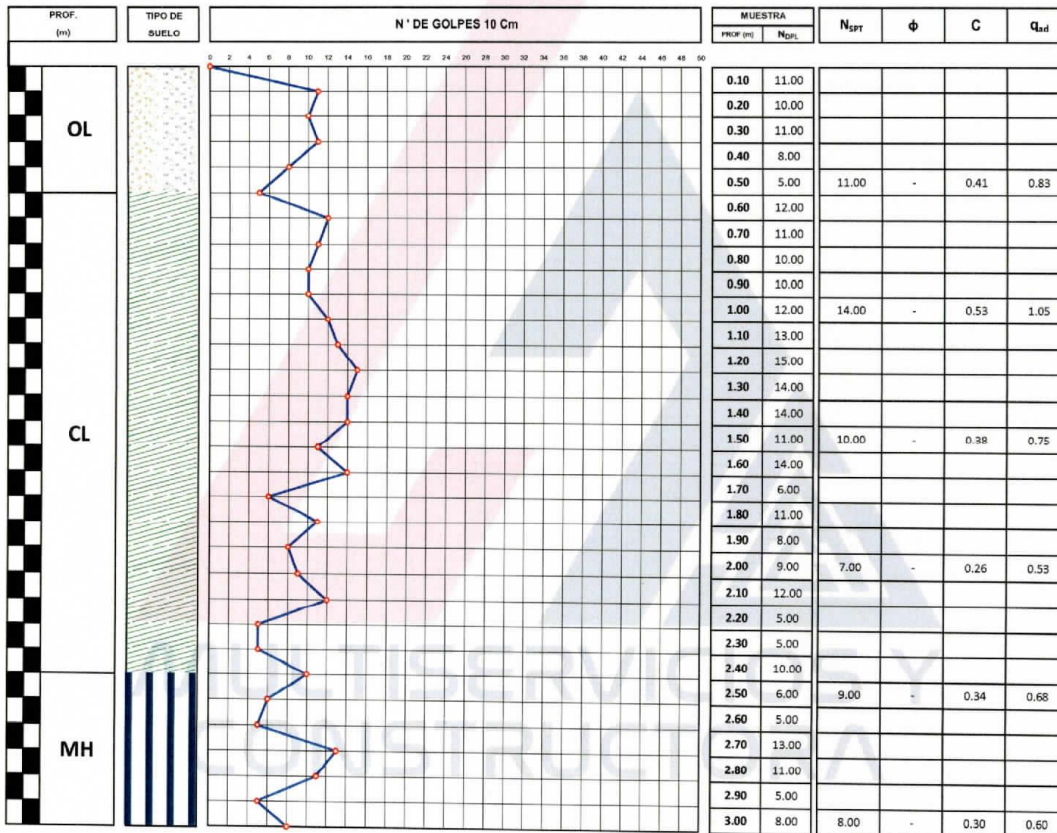 PROF. (m) TIPO DE SUELO N ' DE GOLPES 10 Cm MUESTRA N_SPT ϕ C q_ad
PROF (m) N_DPL
0 2 4 6 8 10 12 14 16 18 20 22 24 26 28 30 32 34 36 38 40 42 44 46 48 50
OL
0.10 11.00
0.20 10.00
0.30 11.00
0.40 8.00
0.50 5.00 11.00 - 0.41 0.83
CL
0.60 12.00
0.70 11.00
0.80 10.00
0.90 10.00
1.00 12.00 14.00 - 0.53 1.05
1.10 13.00
1.20 15.00
1.30 14.00
1.40 14.00
1.50 11.00 10.00 - 0.38 0.75
1.60 14.00
1.70 6.00
1.80 11.00
1.90 8.00
2.00 9.00 7.00 - 0.26 0.53
2.10 12.00
2.20 5.00
2.30 5.00
2.40 10.00
MH
2.50 6.00 9.00 - 0.34 0.68
2.60 5.00
2.70 13.00
2.80 11.00
2.90 5.00
3.00 8.00 8.00 - 0.30 0.60
MULTISERVICIOS Y
CONSTRUCTORA